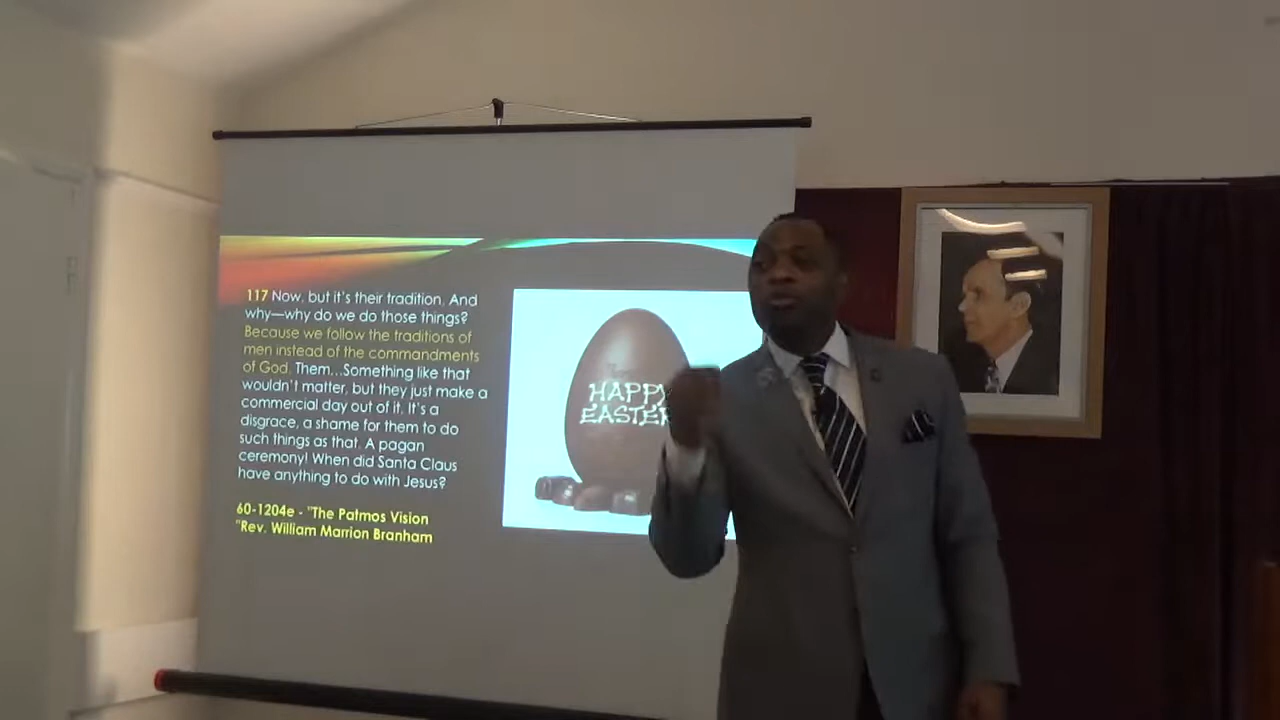 117 Now, but it's their tradition. And
why—why do we do those things?
Because we follow the traditions of
men instead of the commandments
of God. Them...Something like that
wouldn't matter, but they just make a
commercial day out of it. It's a
disgrace, a shame for them to do
such things as that. A pagan
ceremony! When did Santa Claus
have anything to do with Jesus?
60-1204e - "The Patmos Vision
"Rev. William Marrion Branham
HAPPY
EASTER